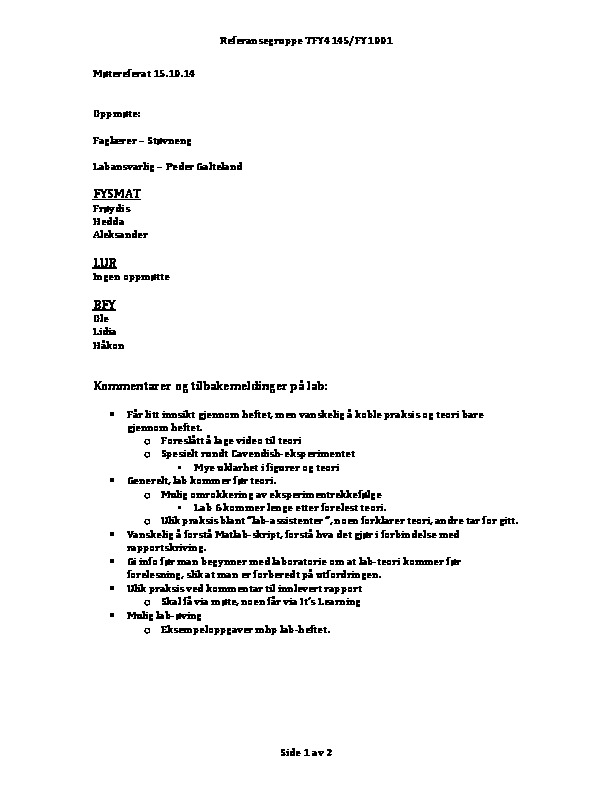 Referansegruppe TFY4145/FY1001
Møtereferat 15.10.14
Oppmøte:
Faglærer – Støvneng
Labansvarlig – Peder Galteland
FYSMAT
Frøydis
Hedda
Aleksander
LUR
Ingen oppmøtte
BFY
Ole
Lidia
Håkon
Kommentarer og tilbakemeldinger på lab:
• Får litt innsikt gjennom heftet, men vanskelig å koble praksis og teori bare
gjennom heftet.
o Foreslått å lage video til teori
o Spesielt rundt Cavendish-eksperimentet
▪ Mye uklarhet i figurer og teori
• Generelt, lab kommer før teori.
o Mulig omrokkering av eksperimentrekkefølge
▪ Lab 6 kommer lenge etter forelest teori.
o Ulik praksis blant "lab-assistenter", noen forklarer teori, andre tar for gitt.
• Vanskelig å forstå Matlab-skript, forstå hva det gjør i forbindelse med
rapportskriving.
• Gi info før man begynner med laboratorie om at lab-teori kommer før
forelesning, slik at man er forberedt på utfordringen.
• Ulik praksis ved kommentar til innlevert rapport
o Skal få via møte, noen får via It's Learning
• Mulig lab-øving
o Eksempeloppgaver mhp lab-heftet.
Side 1 av 2